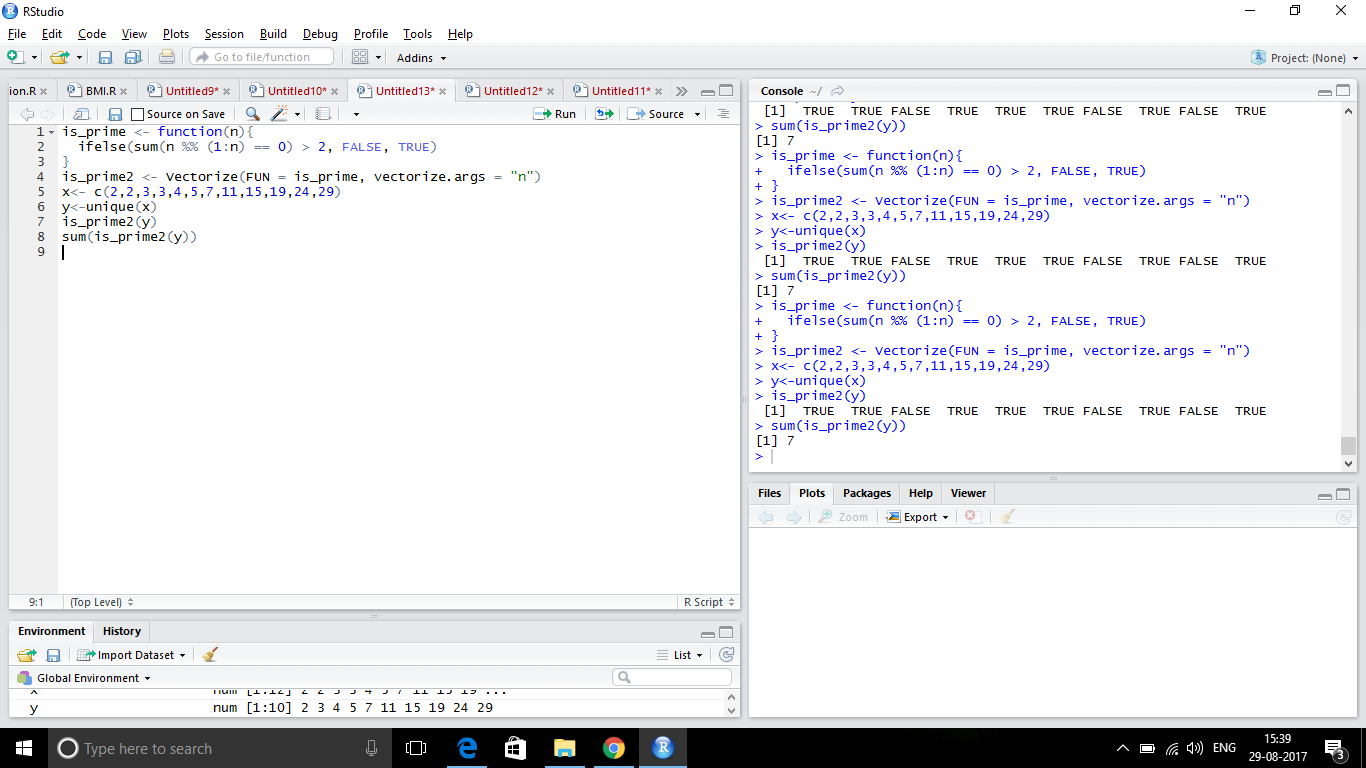 RStudio
File Edit Code View Plots Session Build Debug Profile Tools Help
Go to file/function Addins Project: (None)
ion.R BMI.R Untitled9* Untitled10* Untitled13* Untitled12* Untitled11*
Source on Save Run Source
1 is_prime <- function(n){
2 ifelse(sum(n %% (1:n) == 0) > 2, FALSE, TRUE)
3 }
4 is_prime2 <- Vectorize(FUN = is_prime, vectorize.args = "n")
5 x<- c(2,2,3,3,4,5,7,11,15,19,24,29)
6 y<-unique(x)
7 is_prime2(y)
8 sum(is_prime2(y))
9
9:1 (Top Level) R Script
Environment History
Import Dataset List
Global Environment
x num [1:12] 2 2 3 3 4 5 7 11 15 19 ...
y num [1:10] 2 3 4 5 7 11 15 19 24 29
Console ~/
[1] TRUE TRUE FALSE TRUE TRUE TRUE FALSE TRUE FALSE TRUE
> sum(is_prime2(y))
[1] 7
> is_prime <- function(n){
+ ifelse(sum(n %% (1:n) == 0) > 2, FALSE, TRUE)
+ }
> is_prime2 <- Vectorize(FUN = is_prime, vectorize.args = "n")
> x<- c(2,2,3,3,4,5,7,11,15,19,24,29)
> y<-unique(x)
> is_prime2(y)
[1] TRUE TRUE FALSE TRUE TRUE TRUE FALSE TRUE FALSE TRUE
> sum(is_prime2(y))
[1] 7
> is_prime <- function(n){
+ ifelse(sum(n %% (1:n) == 0) > 2, FALSE, TRUE)
+ }
> is_prime2 <- Vectorize(FUN = is_prime, vectorize.args = "n")
> x<- c(2,2,3,3,4,5,7,11,15,19,24,29)
> y<-unique(x)
> is_prime2(y)
[1] TRUE TRUE FALSE TRUE TRUE TRUE FALSE TRUE FALSE TRUE
> sum(is_prime2(y))
[1] 7
>
Files Plots Packages Help Viewer
Zoom Export
Type here to search
ENG
15:39
29-08-2017
3